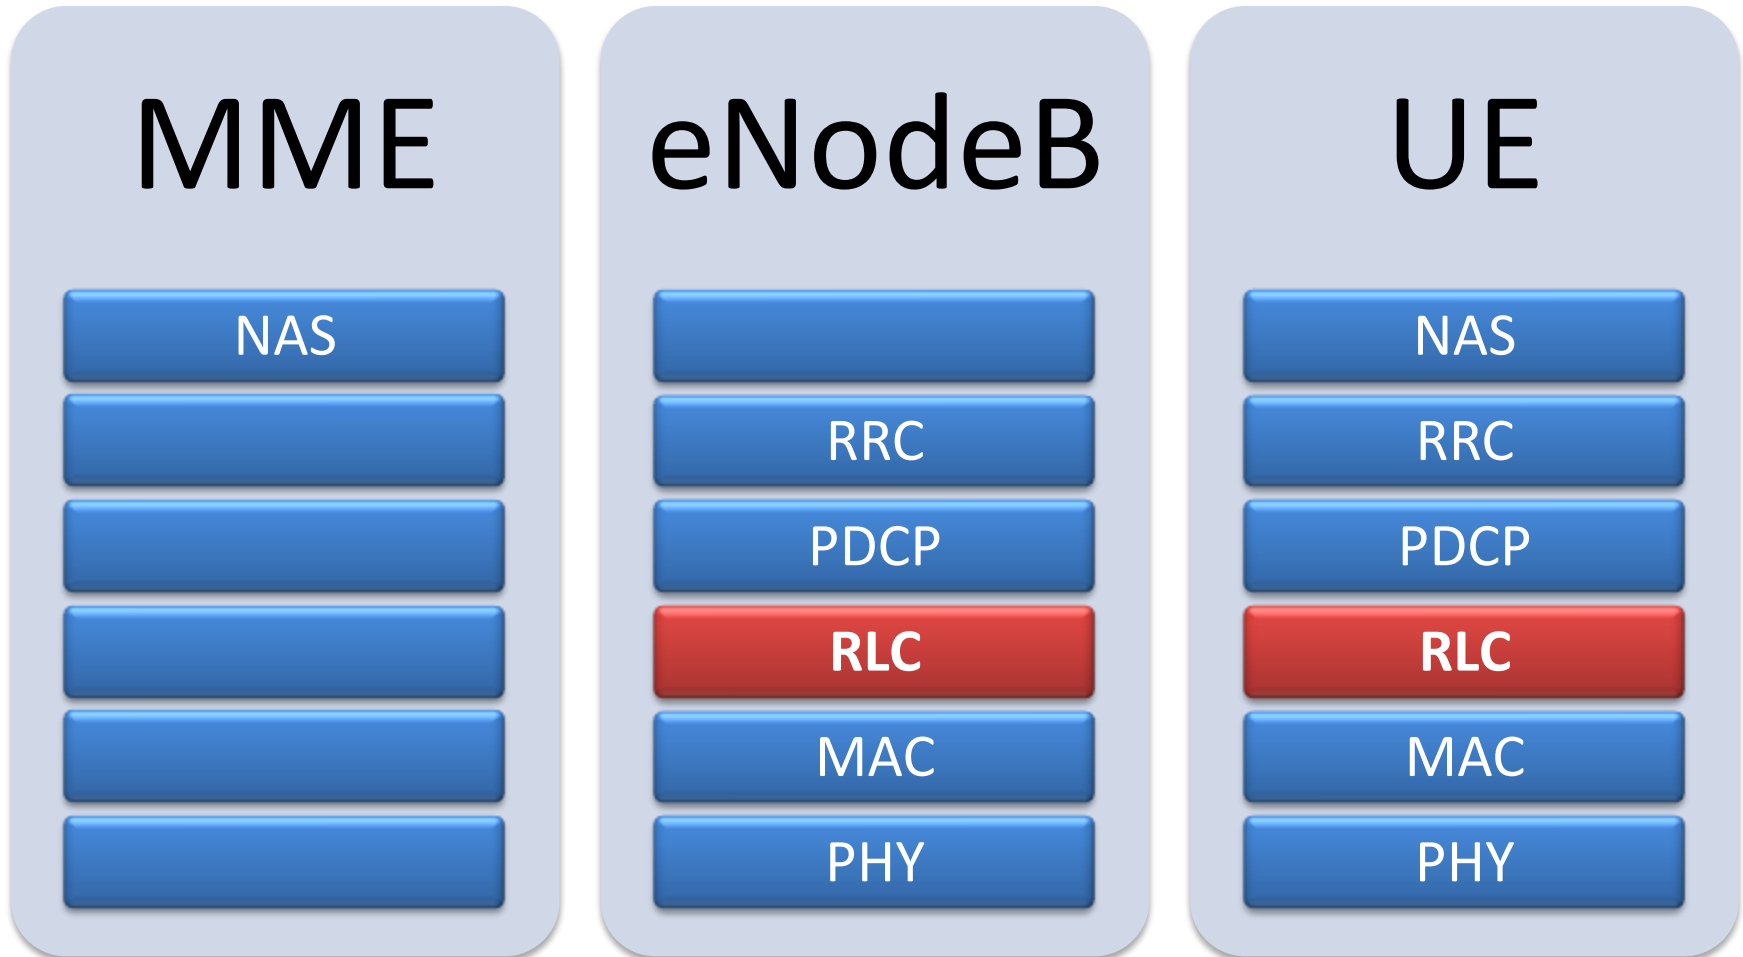 MME
NAS
eNodeB
RRC
PDCP
RLC
MAC
PHY
UE
NAS
RRC
PDCP
RLC
MAC
PHY